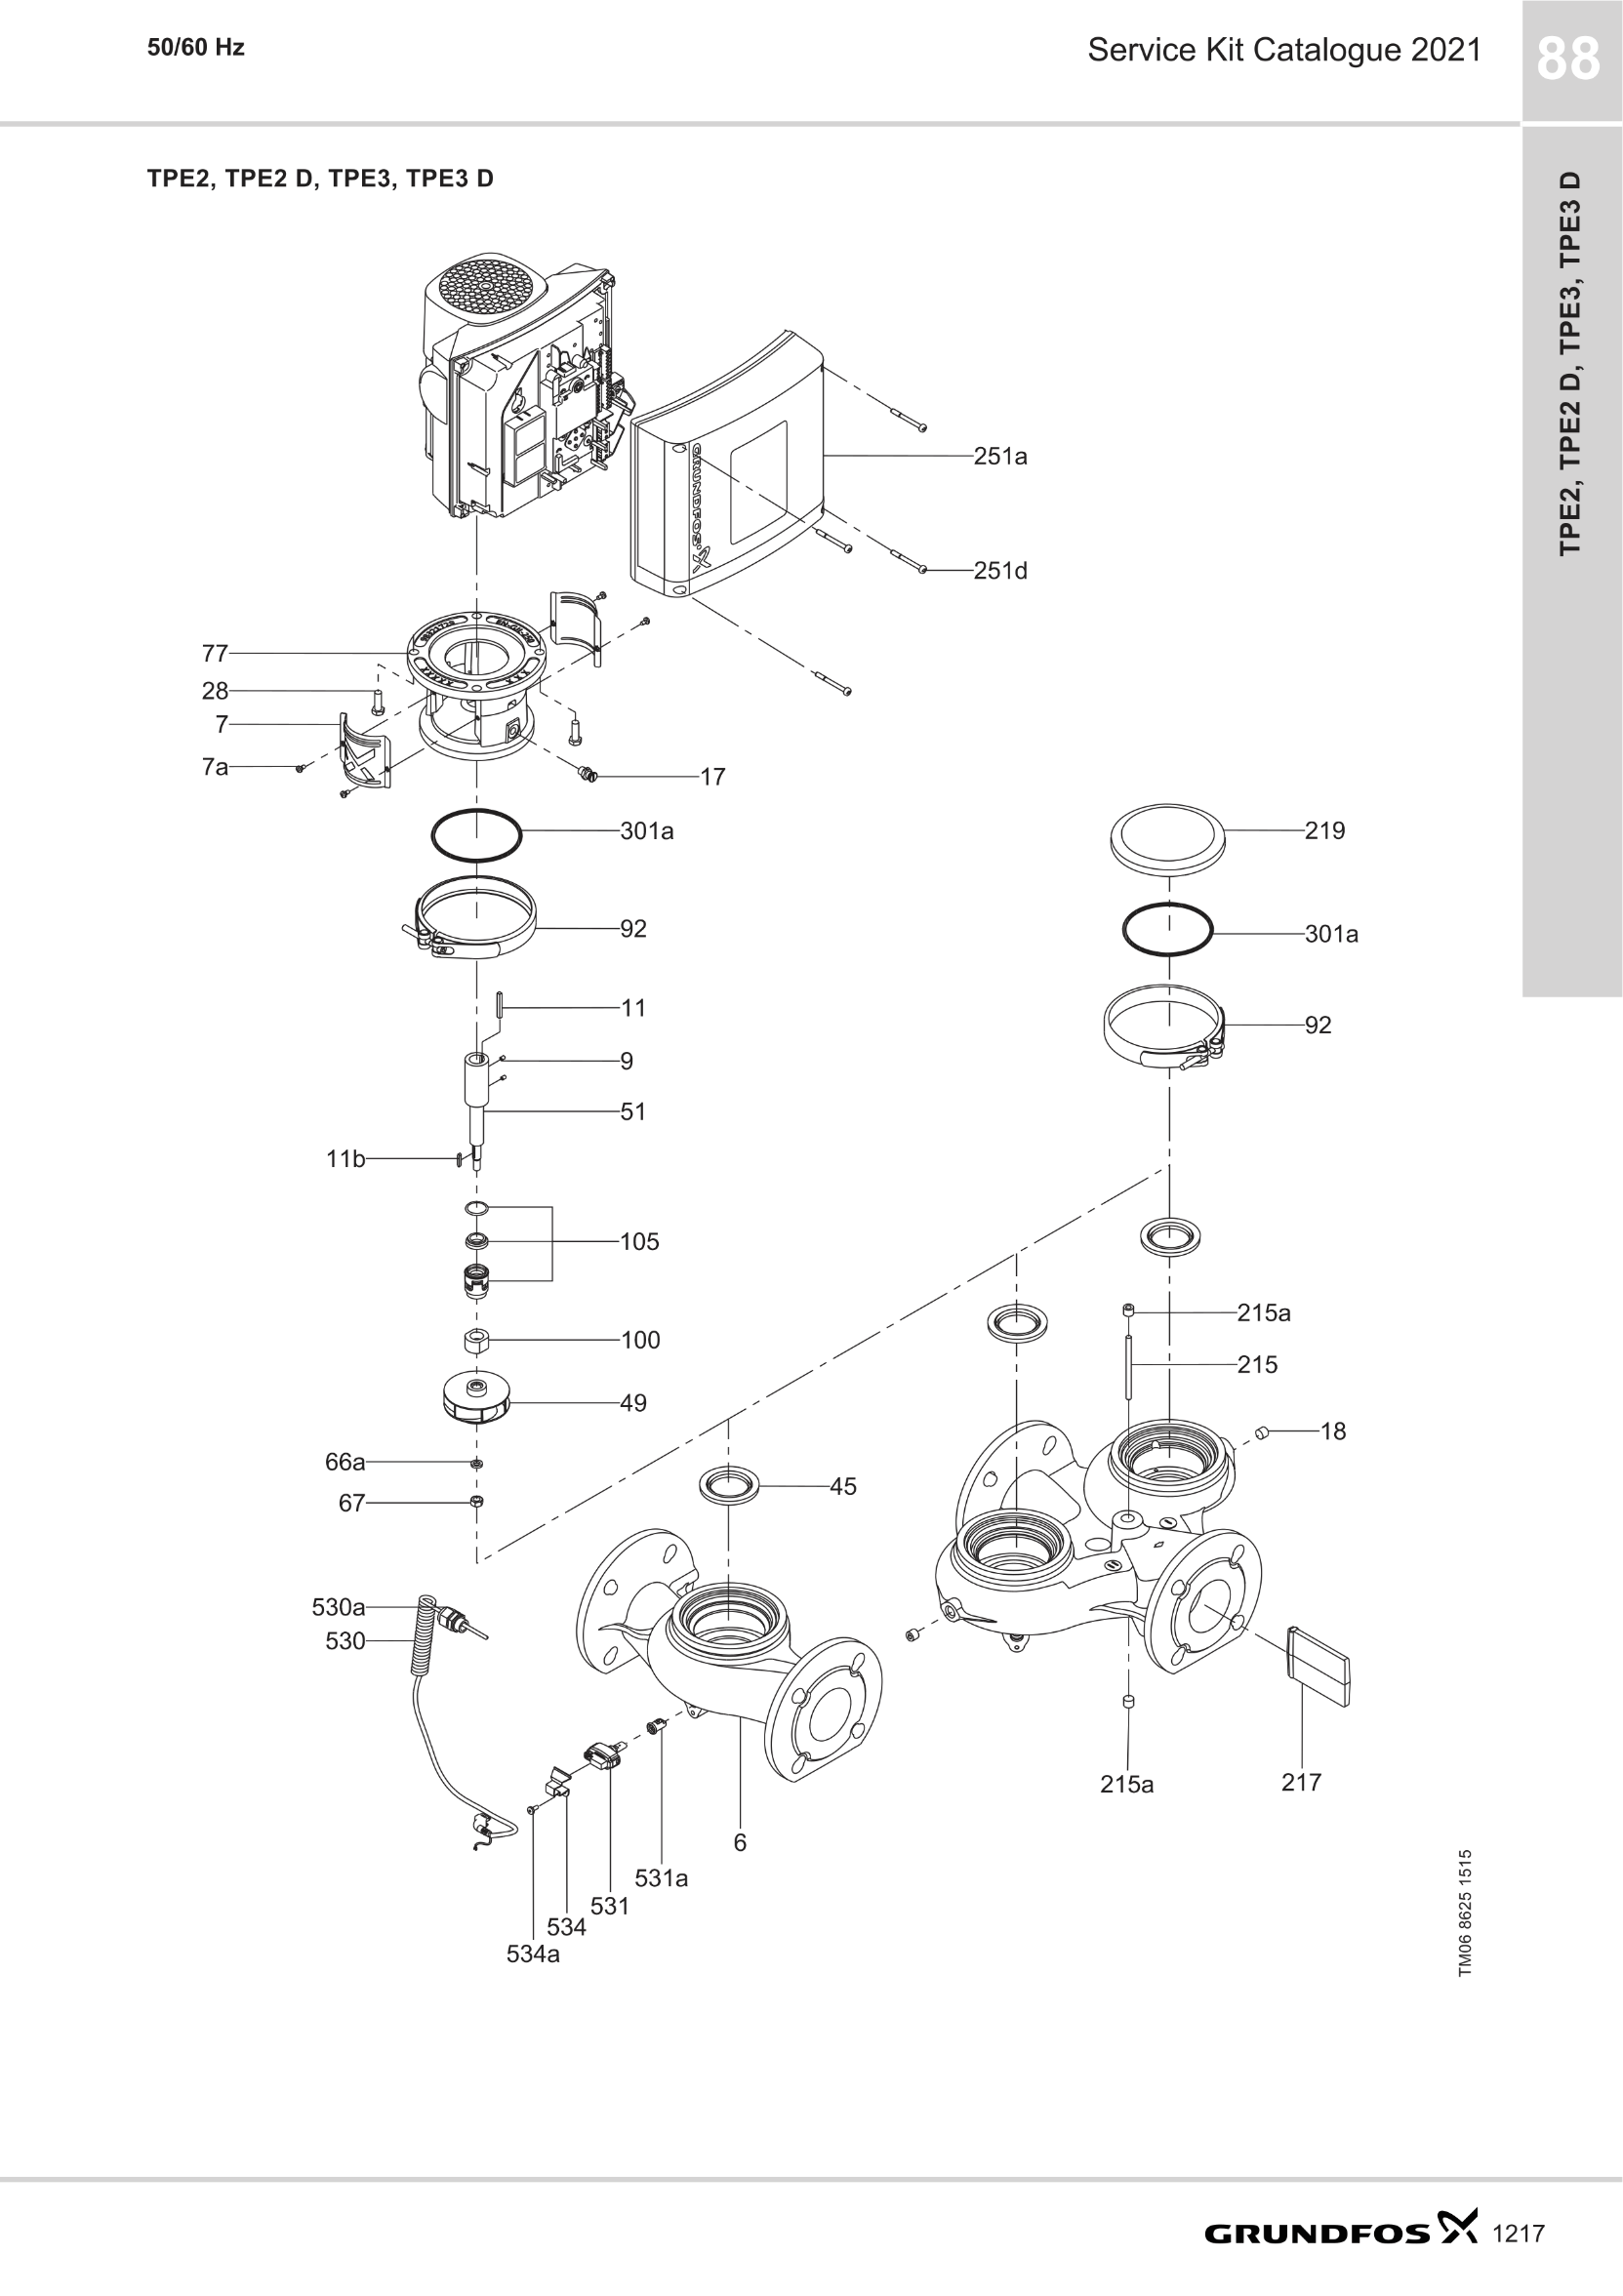 50/60 Hz
Service Kit Catalogue 2021
88
TPE2, TPE2 D, TPE3, TPE3 D
TPE2, TPE2 D, TPE3, TPE3 D
GRUNDFOS
251a
251d
77
28
7
7a
17
301a
92
219
301a
92
11
9
51
11b
105
100
49
66a
67
215a
215
18
45
530a
530
217
215a
6
531a
531
534
534a
TM06 8625 1515
GRUNDFOS
1217